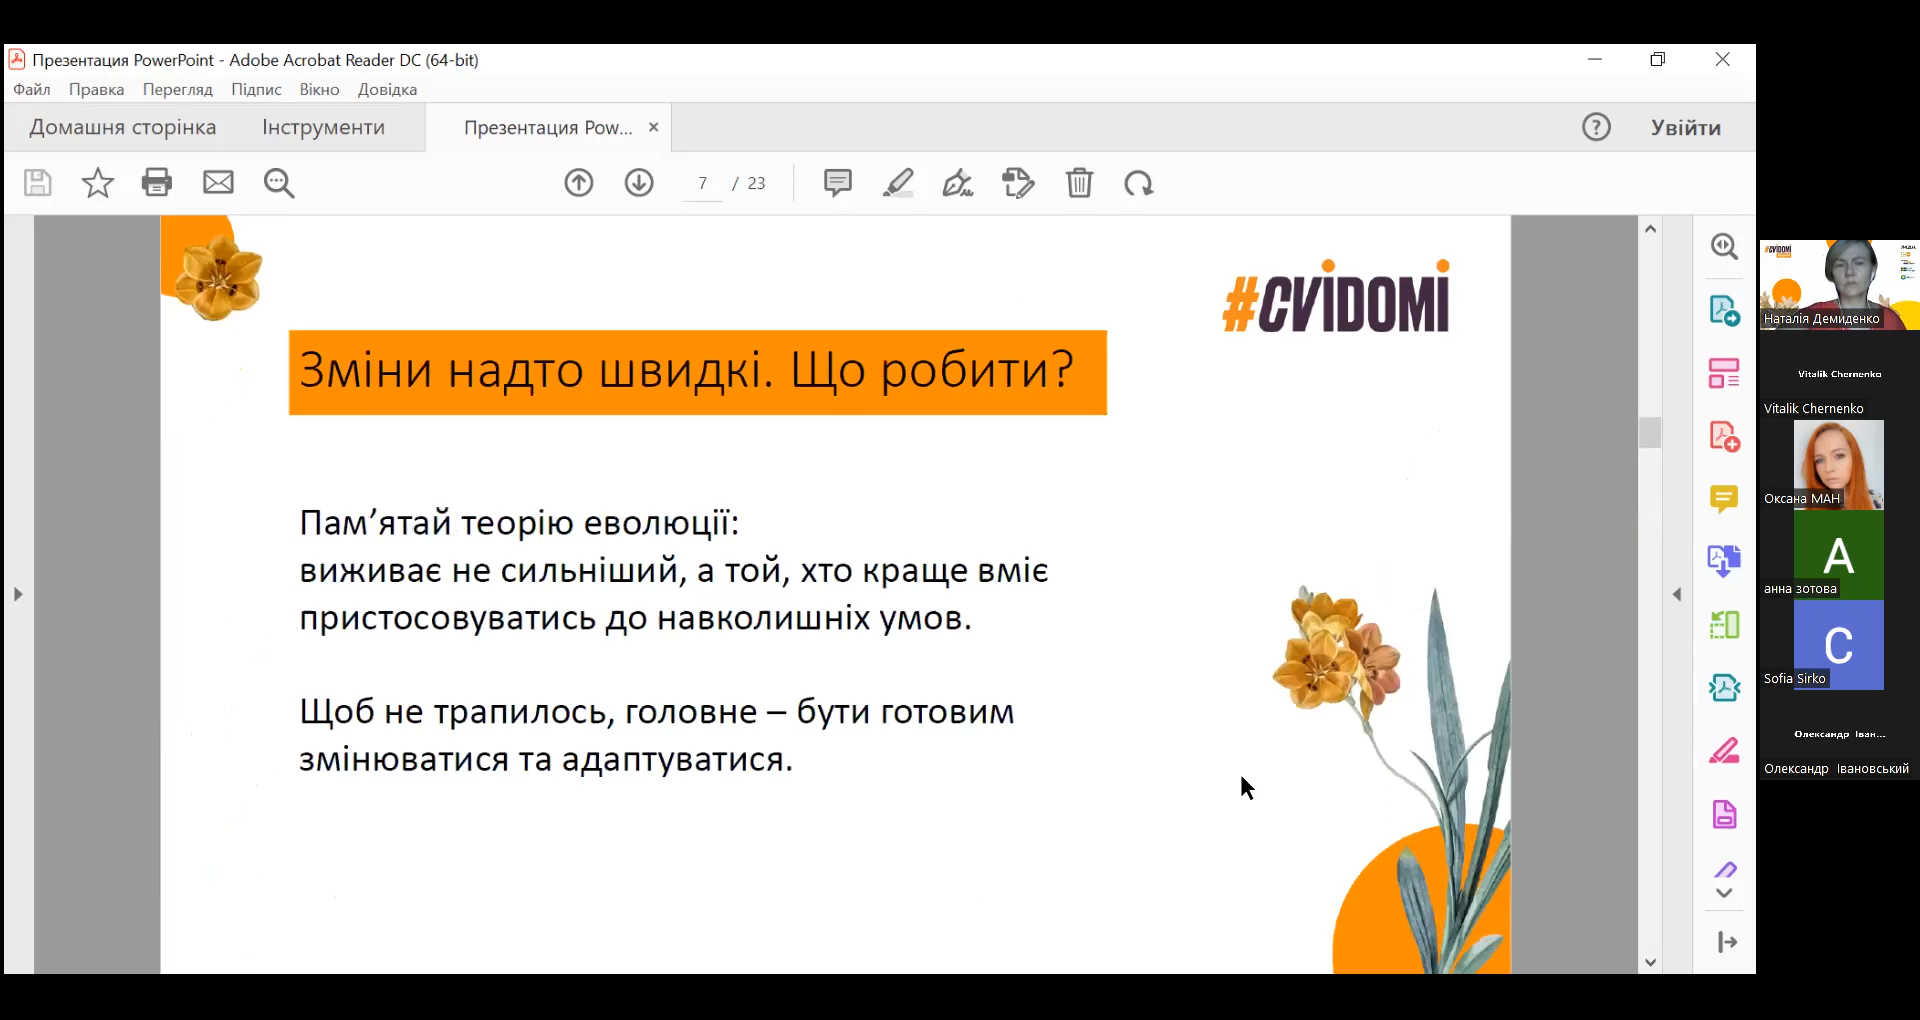 Презентация PowerPoint - Adobe Acrobat Reader DC (64-bit)
Файл Правка Перегляд Підпис Вікно Довідка
Домашня сторінка Інструменти Презентация Pow... Увійти
7 / 23
#CVIDOMI
Зміни надто швидкі. Що робити?
Пам’ятай теорію еволюції:
виживає не сильніший, а той, хто краще вміє
пристосовуватись до навколишніх умов.
Щоб не трапилось, головне – бути готовим
змінюватися та адаптуватися.
#CVIDOMI
Наталія Демиденко
Vitalik Chernenko
Vitalik Chernenko
Оксана МАН
А
анна зотова
С
Sofia Sirko
Олександр Іван...
Олександр Івановський